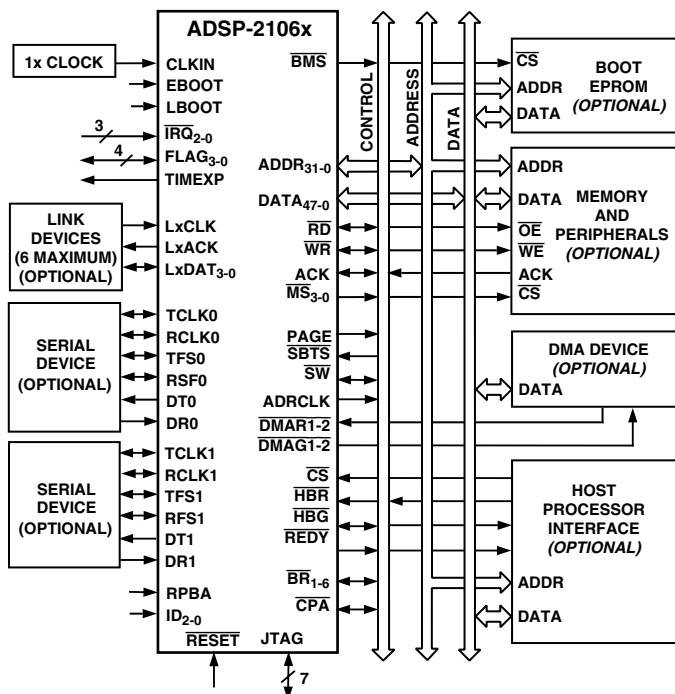 ADSP-2106x
1x CLOCK
CLKIN
EBOOT
LBOOT
3
IRQ2-0
4
FLAG3-0
TIMEXP
LINK
DEVICES
(6 MAXIMUM)
(OPTIONAL)
LxCLK
LxACK
LxDAT3-0
SERIAL
DEVICE
(OPTIONAL)
TCLK0
RCLK0
TFS0
RSF0
DT0
DR0
SERIAL
DEVICE
(OPTIONAL)
TCLK1
RCLK1
TFS1
RFS1
DT1
DR1
RPBA
ID2-0
RESET
JTAG
7
BMS
ADDR31-0
DATA47-0
RD
WR
ACK
MS3-0
PAGE
SBTS
SW
ADRCLK
DMAR1-2
DMAG1-2
CS
HBR
HBG
REDY
BR1-6
CPA
CONTROL
ADDRESS
DATA
CS
ADDR
DATA
BOOT
EPROM
(OPTIONAL)
ADDR
DATA
OE
WE
ACK
CS
MEMORY
AND
PERIPHERALS
(OPTIONAL)
DMA DEVICE
(OPTIONAL)
DATA
HOST
PROCESSOR
INTERFACE
(OPTIONAL)
ADDR
DATA